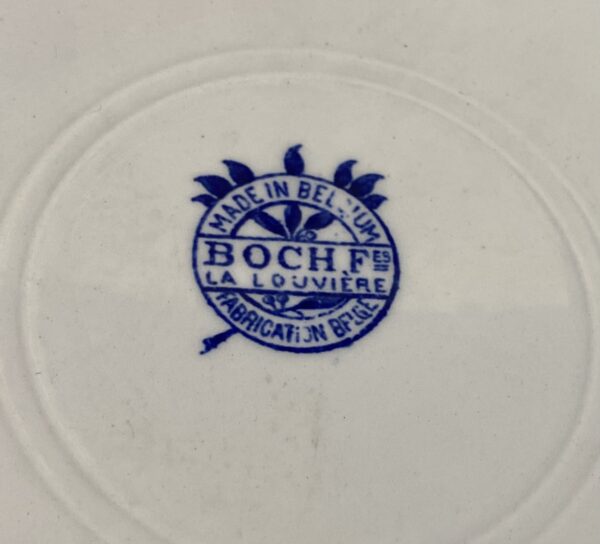 MADE IN BELGIUM
BOCH FES
LA LOUVIÈRE
FABRICATION BELGE